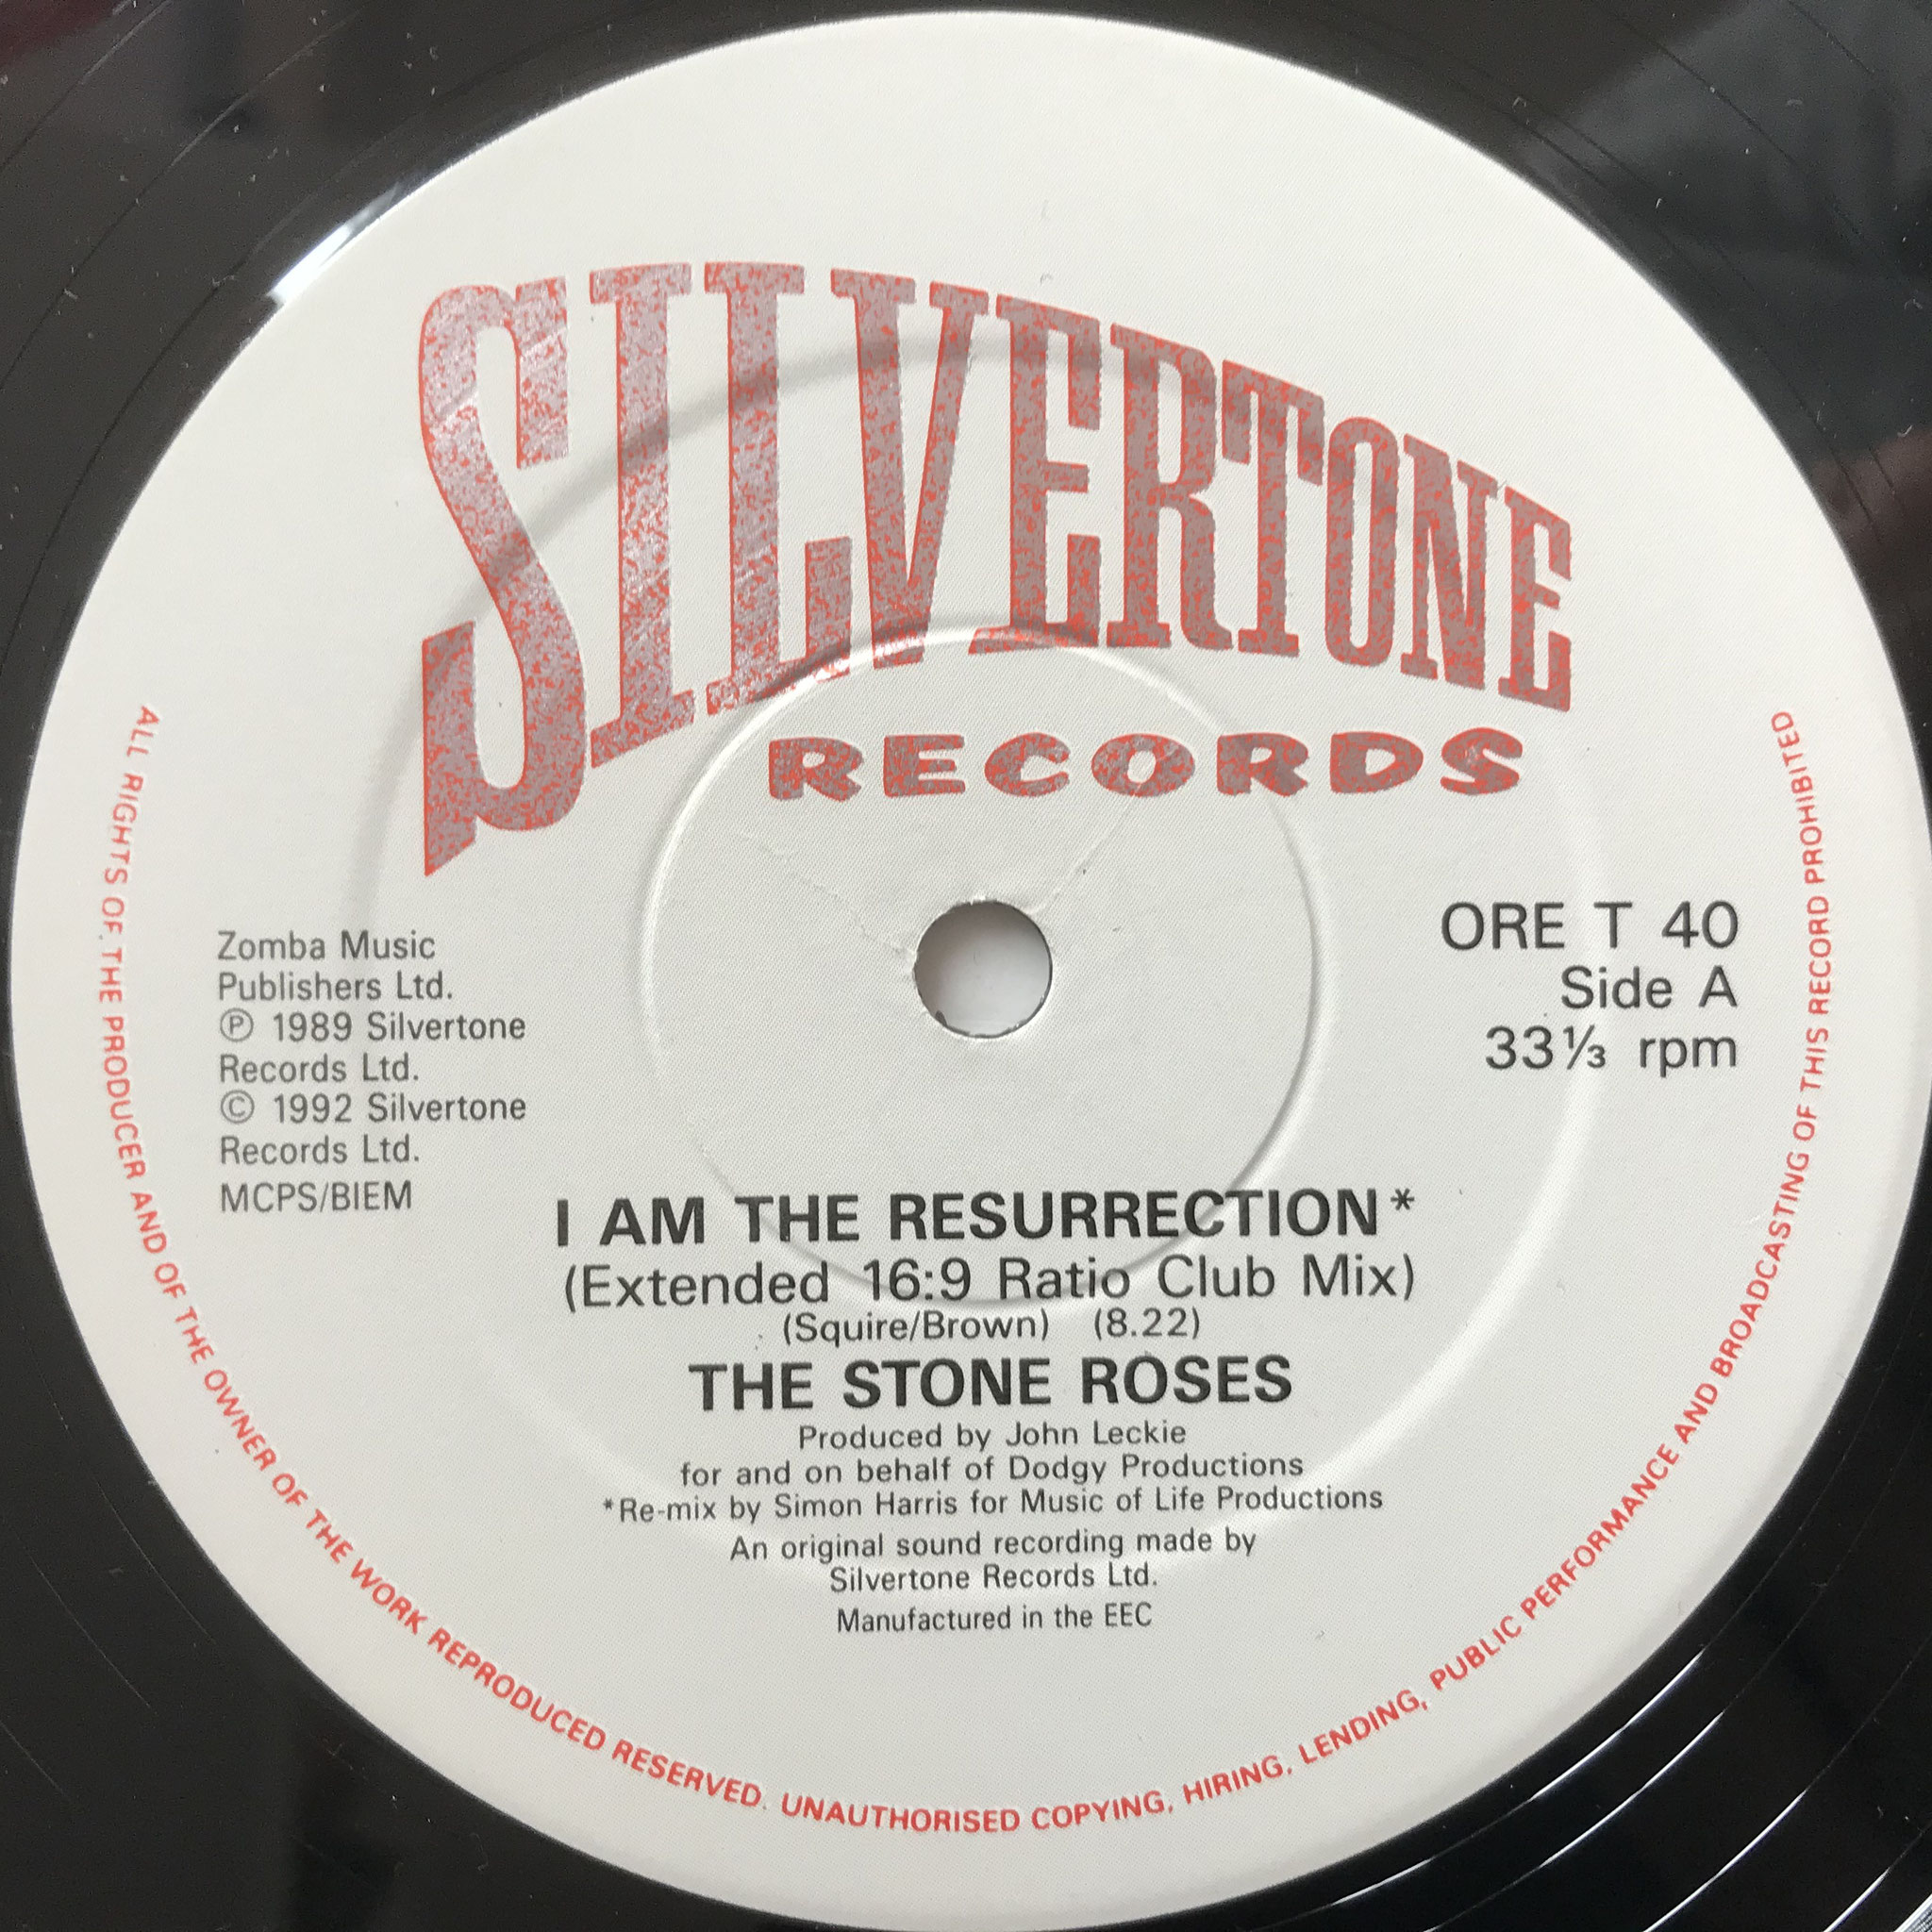 SILVERTONE
RECORDS
Zomba Music
Publishers Ltd.
Ⓟ 1989 Silvertone
Records Ltd.
© 1992 Silvertone
Records Ltd.
MCPS/BIEM
ORE T 40
Side A
33⅓ rpm
I AM THE RESURRECTION*
(Extended 16:9 Ratio Club Mix)
(Squire/Brown) (8.22)
THE STONE ROSES
Produced by John Leckie
for and on behalf of Dodgy Productions
*Re-mix by Simon Harris for Music of Life Productions
An original sound recording made by
Silvertone Records Ltd.
Manufactured in the EEC
ALL RIGHTS OF THE PRODUCER AND OF THE OWNER OF THE WORK REPRODUCED RESERVED. UNAUTHORISED COPYING, HIRING, LENDING, PUBLIC PERFORMANCE AND BROADCASTING OF THIS RECORD PROHIBITED